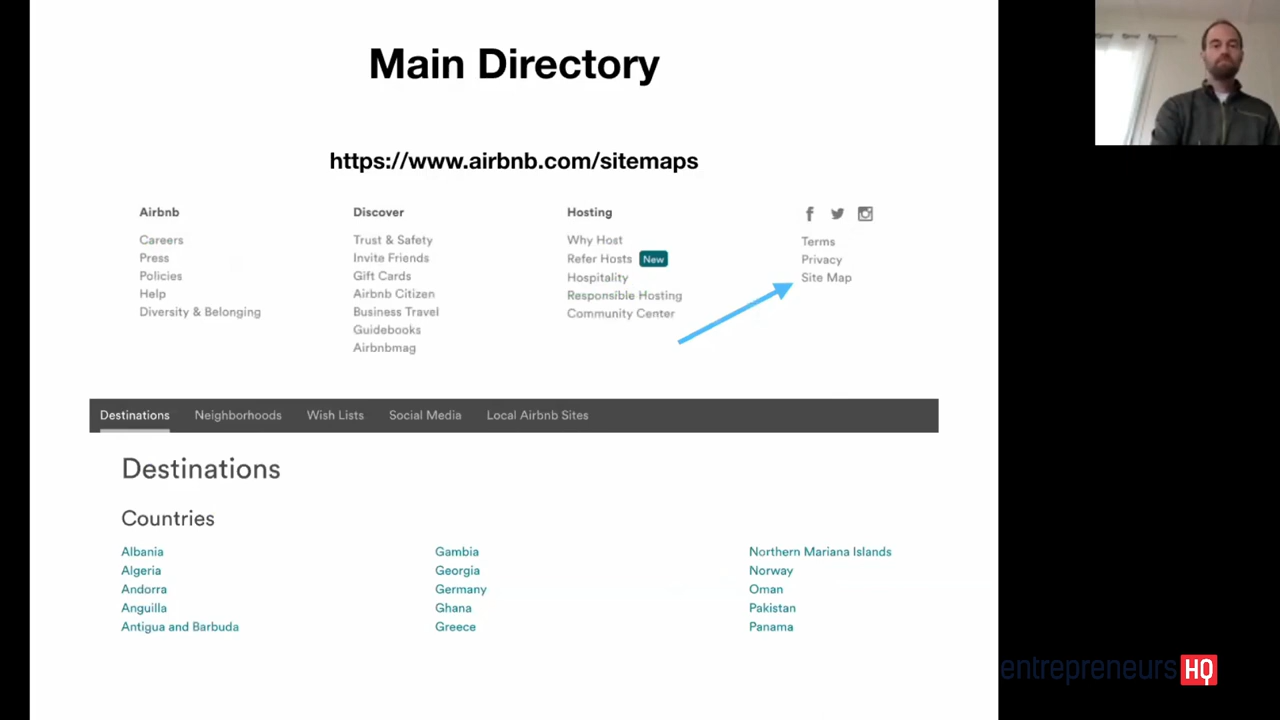 Main Directory
https://www.airbnb.com/sitemaps
Airbnb
Careers
Press
Policies
Help
Diversity & Belonging
Discover
Trust & Safety
Invite Friends
Gift Cards
Airbnb Citizen
Business Travel
Guidebooks
Airbnbmag
Hosting
Why Host
Refer Hosts New
Hospitality
Responsible Hosting
Community Center
Terms
Privacy
Site Map
Destinations Neighborhoods Wish Lists Social Media Local Airbnb Sites
Destinations
Countries
Albania
Algeria
Andorra
Anguilla
Antigua and Barbuda
Gambia
Georgia
Germany
Ghana
Greece
Northern Mariana Islands
Norway
Oman
Pakistan
Panama
entrepreneurs HQ